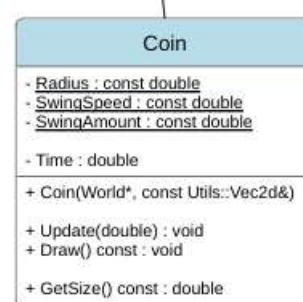 Coin
- Radius : const double
- SwingSpeed : const double
- SwingAmount : const double
- Time : double
+ Coin(World*, const Utils::Vec2d&)
+ Update(double) : void
+ Draw() const : void
+ GetSize() const : double